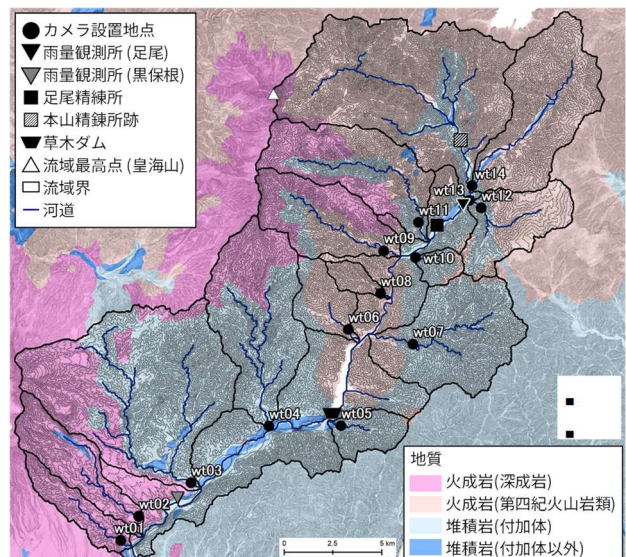 カメラ設置地点
雨量観測所 (足尾)
雨量観測所 (黒保根)
足尾精練所
本山精錬所跡
草木ダム
流域最高点 (皇海山)
流域界
河道
wt14
wt13
wt12
wt11
wt09
wt10
wt08
wt06
wt07
wt04
wt05
wt03
wt02
wt01
0 1.25 2.5 5 km
地質
火成岩(深成岩)
火成岩(第四紀火山岩類)
堆積岩(付加体)
堆積岩(付加体以外)